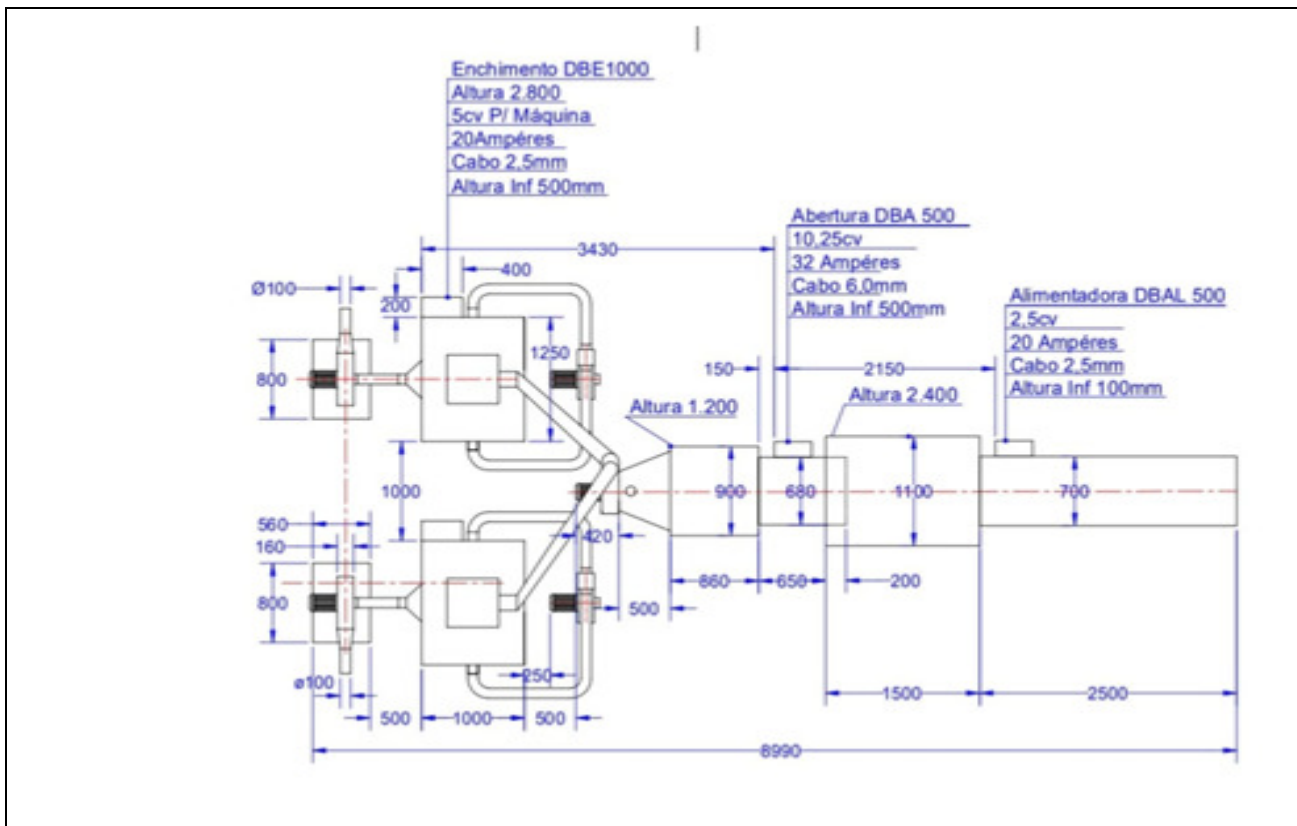 Enchimento DBE1000
Altura 2.800
5cv P/ Máquina
20Ampéres
Cabo 2,5mm
Altura Inf 500mm
Abertura DBA 500
10,25cv
32 Ampéres
Cabo 6,0mm
Altura Inf 500mm
Alimentadora DBAL 500
2,5cv
20 Ampéres
Cabo 2,5mm
Altura Inf 100mm
3430
400
Ø100
200
800
1250
150
2150
Altura 1.200
Altura 2.400
1000
900
680
1100
700
560
160
420
800
860
650
200
500
250
ø100
500
1000
500
1500
2500
8990